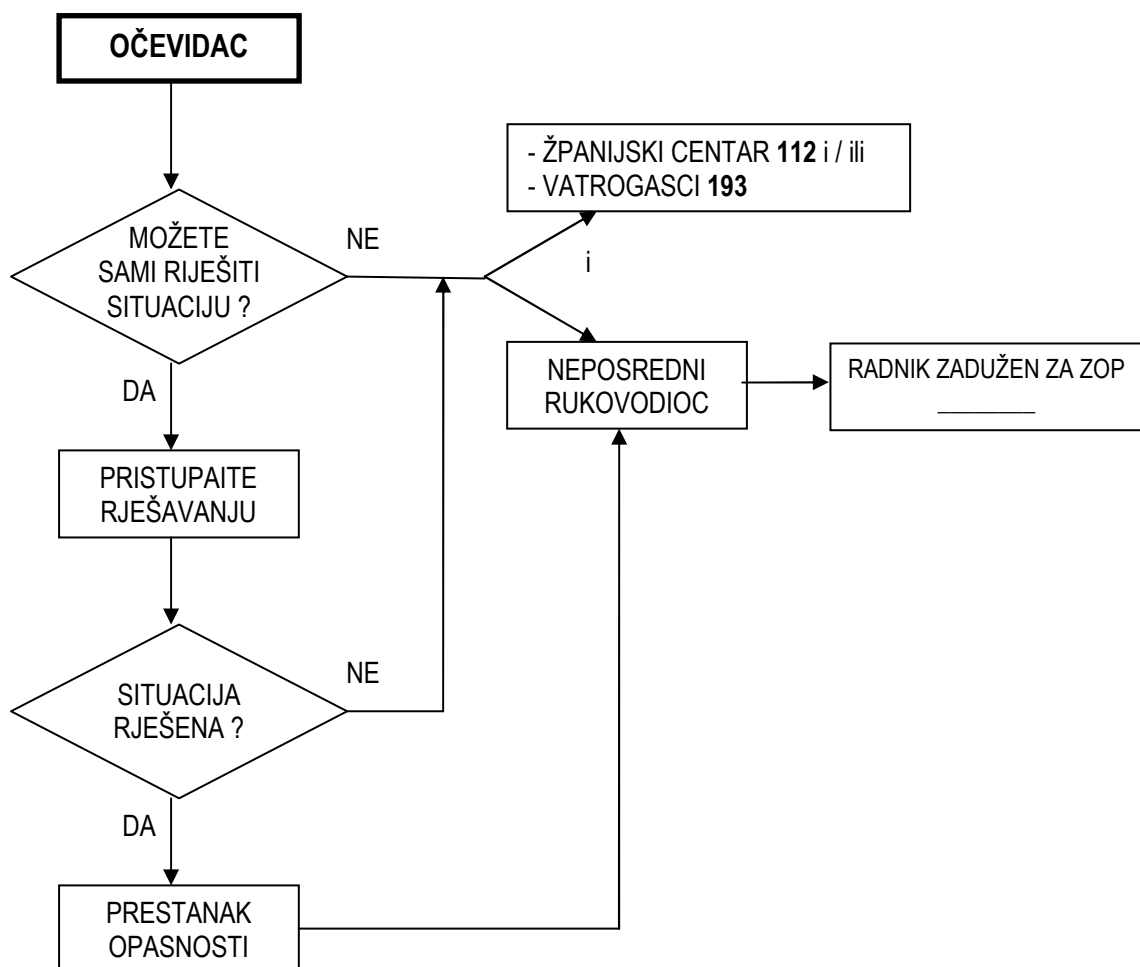 OČEVIDAC
- ŽPANIJSKI CENTAR 112 i / ili
- VATROGASCI 193
MOŽETE
SAMI RIJEŠITI
SITUACIJU ?
NE
i
DA
NEPOSREDNI
RUKOVODIOC
RADNIK ZADUŽEN ZA ZOP
_________
PRISTUPAITE
RJEŠAVANJU
SITUACIJA
RJEŠENA ?
NE
DA
PRESTANAK
OPASNOSTI